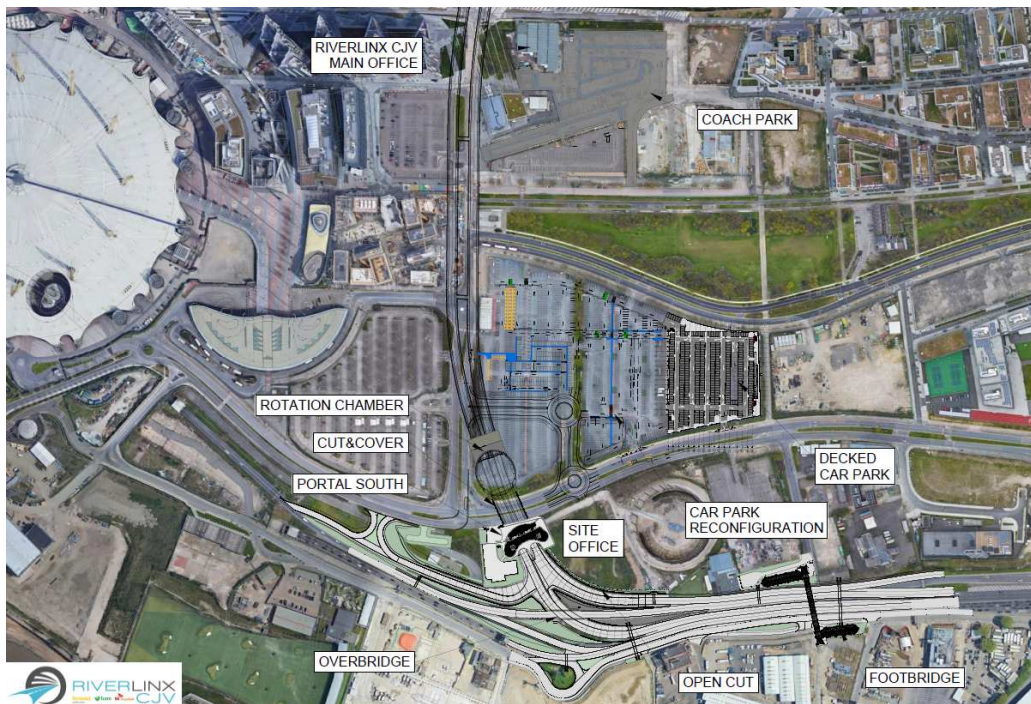 RIVERLINX CJV
MAIN OFFICE
COACH PARK
ROTATION CHAMBER
CUT&COVER
PORTAL SOUTH
DECKED
CAR PARK
CAR PARK
RECONFIGURATION
SITE
OFFICE
OVERBRIDGE
OPEN CUT
FOOTBRIDGE
RIVERLINX
CJV